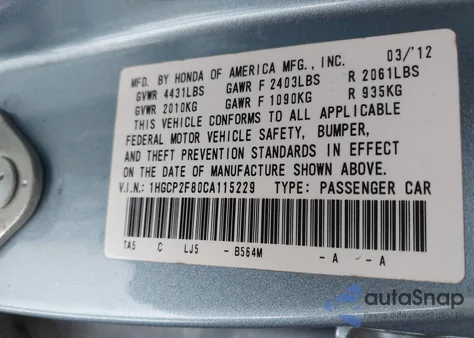 MFD. BY HONDA OF AMERICA MFG., INC. 03/'12
GVWR 4431LBS GAWR F 2403LBS R 2061LBS
GVWR 2010KG GAWR F 1090KG R 935KG
THIS VEHICLE CONFORMS TO ALL APPLICABLE
FEDERAL MOTOR VEHICLE SAFETY, BUMPER,
AND THEFT PREVENTION STANDARDS IN EFFECT
ON THE DATE OF MANUFACTURE SHOWN ABOVE.
V.I.N.: 1HGCP2F80CA115229 TYPE: PASSENGER CAR
TA5 C LJ5 - B564M - A - A
autoSnap